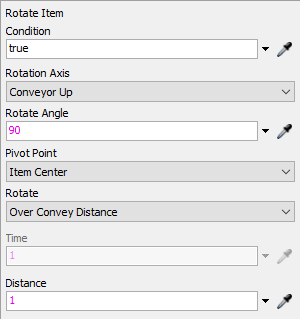 Rotate Item
Condition
true
Rotation Axis
Conveyor Up
Rotate Angle
90
Pivot Point
Item Center
Rotate
Over Convey Distance
Time
1
Distance
1